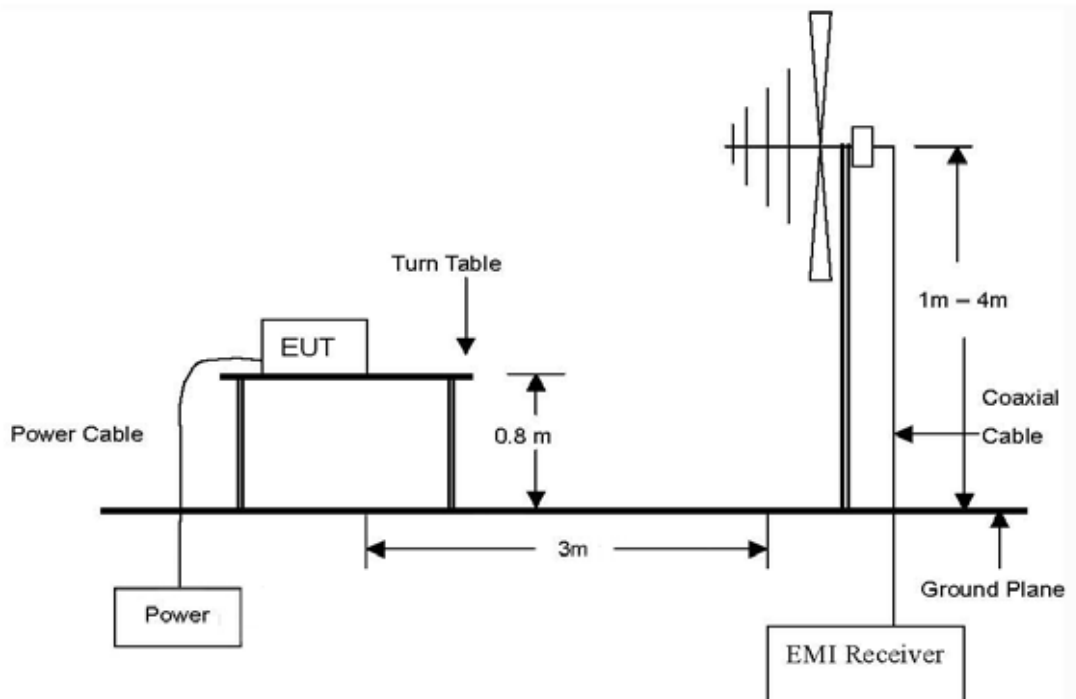 Turn Table
1m – 4m
EUT
Coaxial
Cable
Power Cable
0.8 m
3m
Ground Plane
Power
EMI Receiver